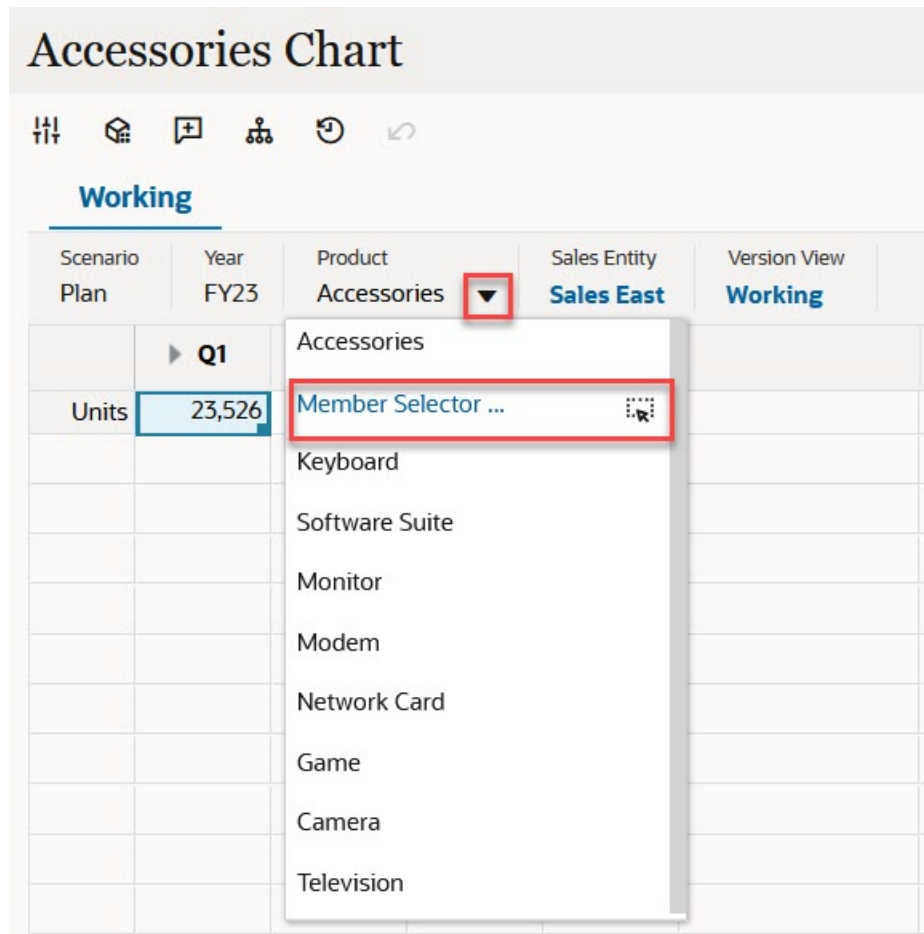 Accessories Chart
Working
Scenario Year Product Sales Entity Version View
Plan FY23 Accessories Sales East Working
Q1
Accessories
Units 23,526
Member Selector ...
Keyboard
Software Suite
Monitor
Modem
Network Card
Game
Camera
Television